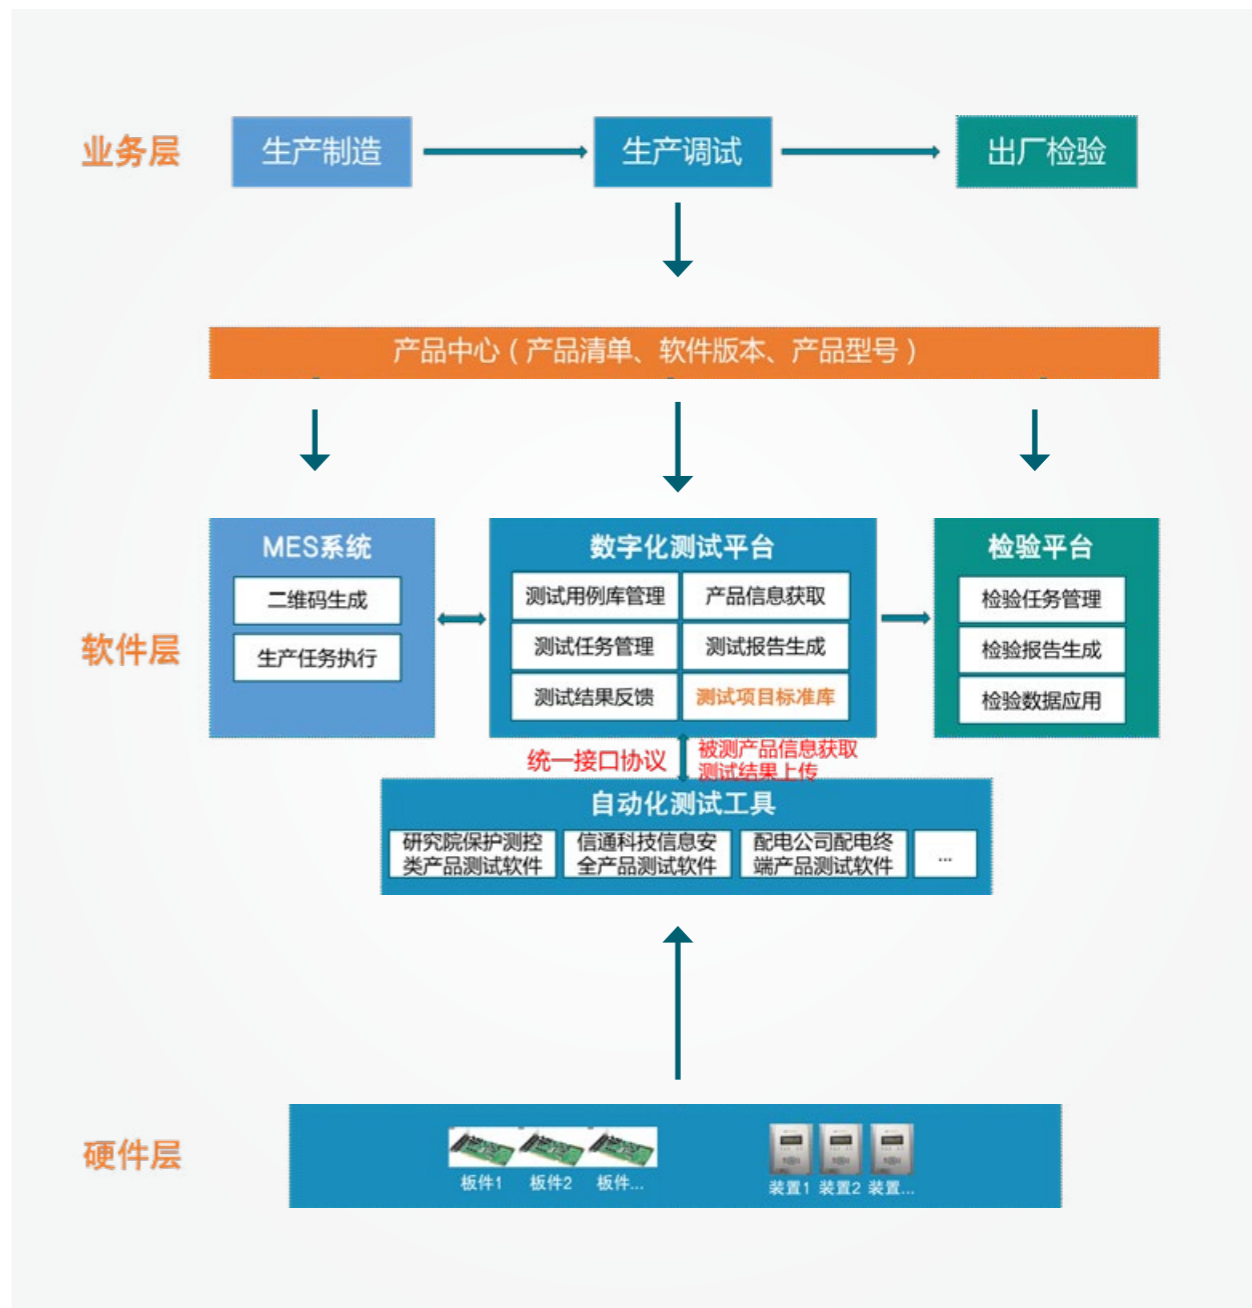 业务层
生产制造
生产调试
出厂检验
产品中心（产品清单、软件版本、产品型号）
软件层
MES系统
二维码生成
生产任务执行
数字化测试平台
测试用例库管理
产品信息获取
测试任务管理
测试报告生成
测试结果反馈
测试项目标准库
检验平台
检验任务管理
检验报告生成
检验数据应用
统一接口协议
被测产品信息获取
测试结果上传
自动化测试工具
研究院保护测控
类产品测试软件
信通科技信息安
全产品测试软件
配电公司配电终
端产品测试软件
...
硬件层
板件1
板件2
板件...
装置1
装置2
装置...